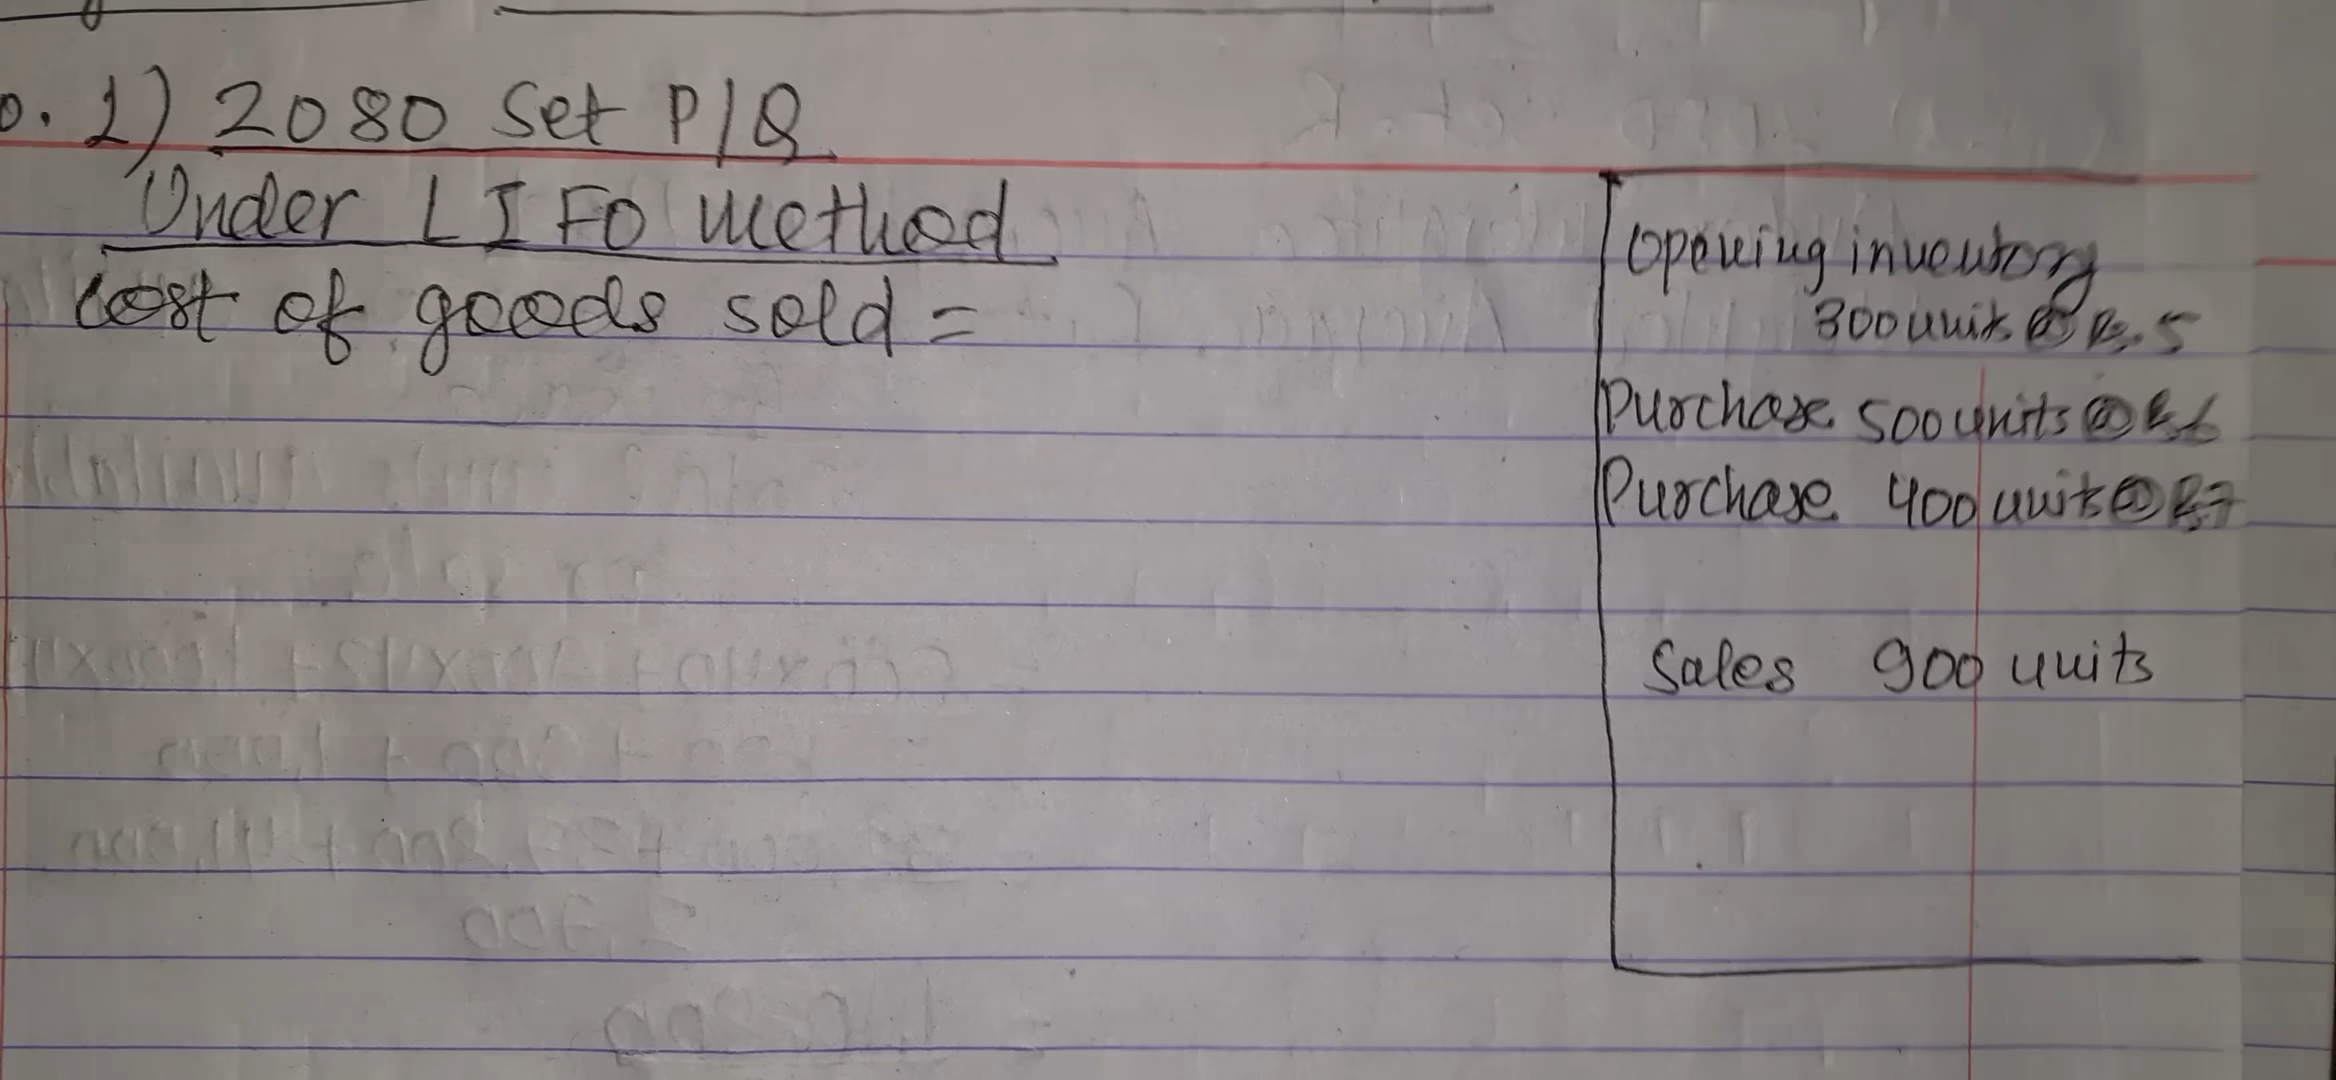 1) 2080 Set P/Q
Under LIFO method
Cost of goods sold =
Opening inventory
300 units @ Rs. 5
Purchase 500 units @ Rs 6
Purchase 400 units @ Rs 7
Sales 900 units